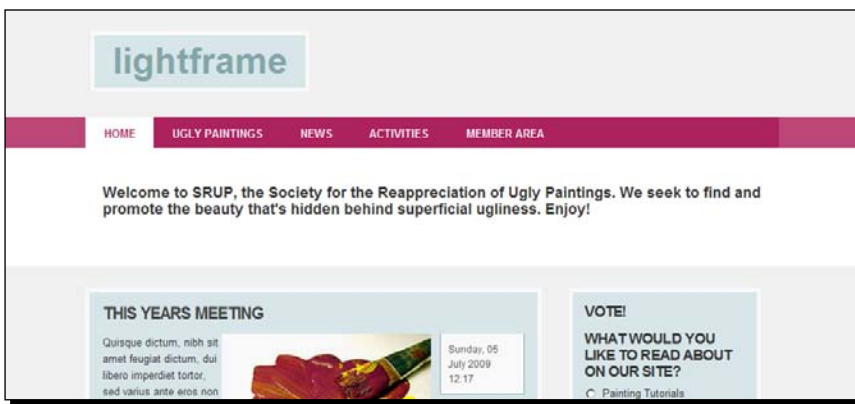 lightframe
HOME UGLY PAINTINGS NEWS ACTIVITIES MEMBER AREA
Welcome to SRUP, the Society for the Reappreciation of Ugly Paintings. We seek to find and
promote the beauty that's hidden behind superficial ugliness. Enjoy!
THIS YEARS MEETING
Quisque dictum, nibh sit
amet feugiat dictum, dui
libero imperdiet tortor,
sed varius ante eros non
Sunday, 05
July 2009
12:17
VOTE!
WHAT WOULD YOU
LIKE TO READ ABOUT
ON OUR SITE?
Painting Tutorials